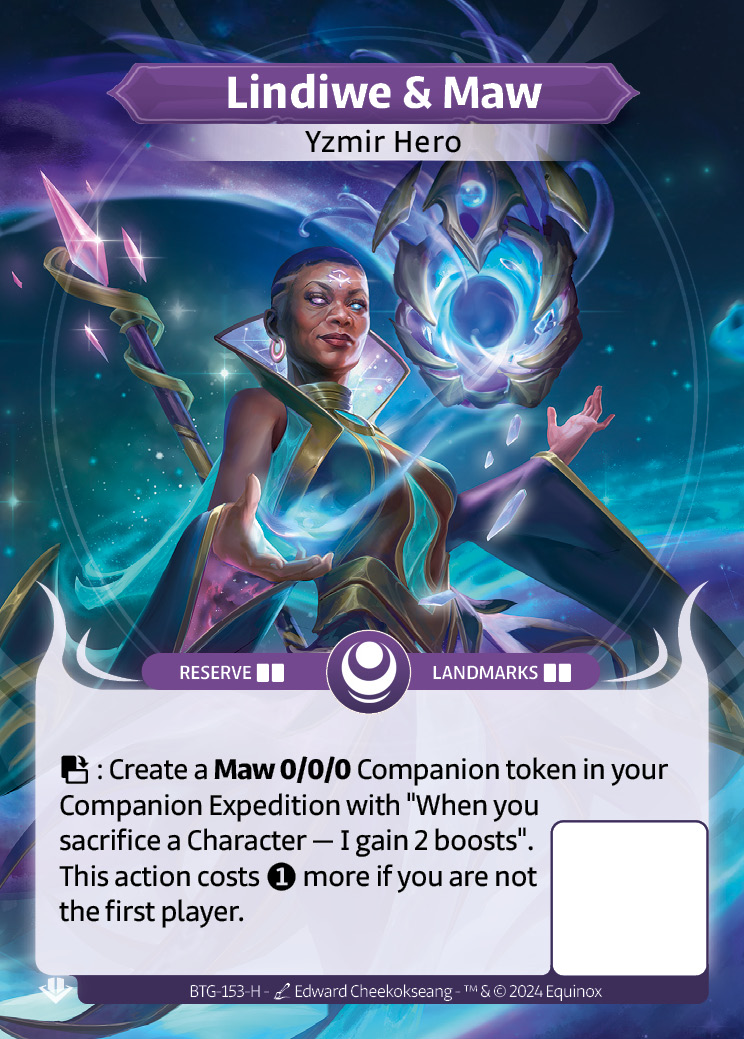 Lindiwe & Maw
Yzmir Hero
RESERVE
LANDMARKS
: Create a Maw 0/0/0 Companion token in your
Companion Expedition with "When you
sacrifice a Character — I gain 2 boosts".
This action costs 1 more if you are not
the first player.
BTG-153-H - Edward Cheekokseang - ™ & © 2024 Equinox